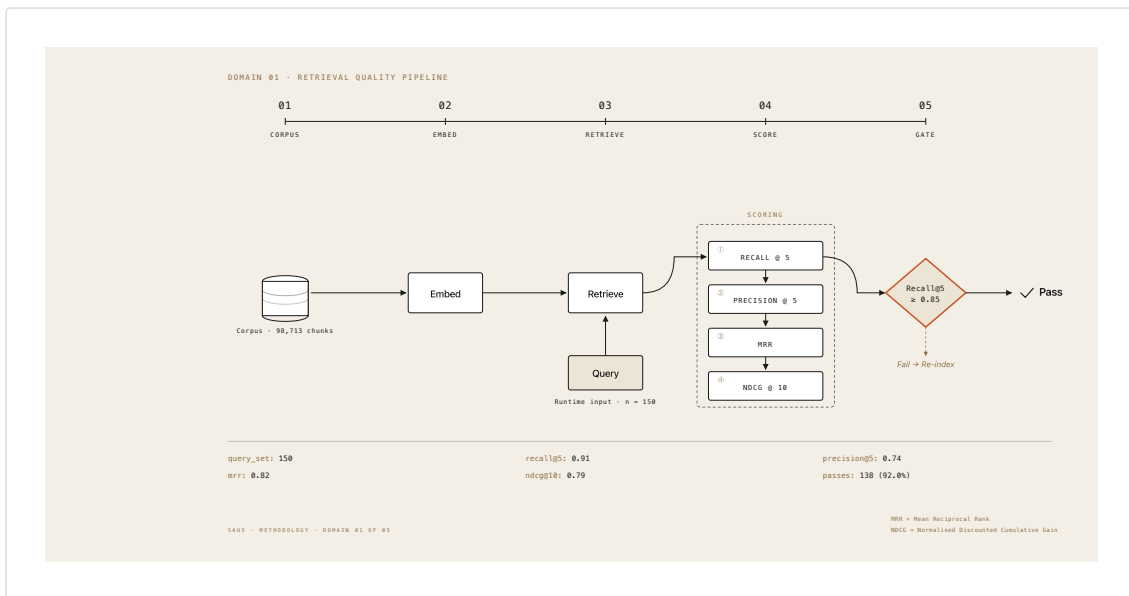 DOMAIN 01 · RETRIEVAL QUALITY PIPELINE
01 02 03 04 05
CORPUS EMBED RETRIEVE SCORE GATE
SCORING
① RECALL @ 5
② PRECISION @ 5
③ MRR
④ NDCG @ 10
Corpus · 98,713 chunks
Embed
Retrieve
Query
Runtime input · n = 150
Recall@5
≥ 0.85
Pass
Fail → Re-index
query_set: 150 recall@5: 0.91 precision@5: 0.74
mrr: 0.82 ndcg@10: 0.79 passes: 138 (92.0%)
SAUS · METHODOLOGY · DOMAIN 01 OF 05
MRR = Mean Reciprocal Rank
NDCG = Normalised Discounted Cumulative Gain